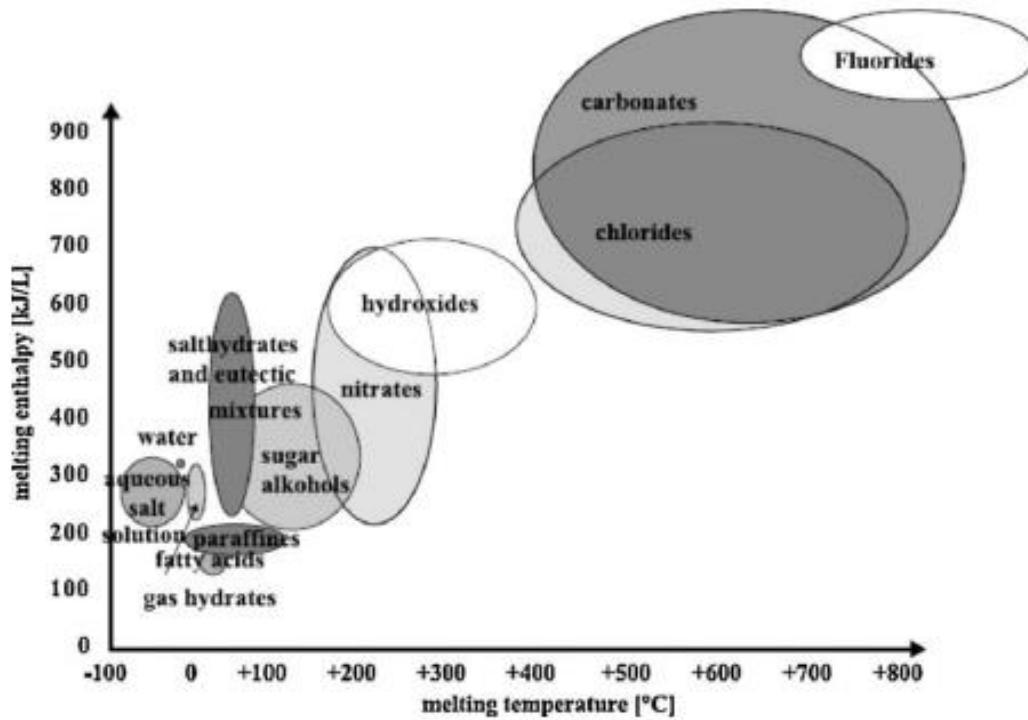 Fluorides
carbonates
900
800
chlorides
700
melting enthalpy [kJ/L]
600
hydroxides
salthydrates
500
and eutectic
nitrates
mixtures
400
water
sugar
300
aqueous
alkohols
salt
200
solution
paraffines
fatty acids
100
gas hydrates
0
-100 0 +100 +200 +300 +400 +500 +600 +700 +800
melting temperature [°C]